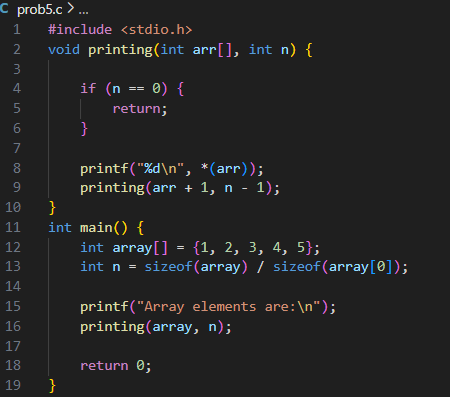 C prob5.c > ...
1 #include <stdio.h>
2 void printing(int arr[], int n) {
3
4     if (n == 0) {
5         return;
6     }
7
8     printf("%d\n", *(arr));
9     printing(arr + 1, n - 1);
10 }
11 int main() {
12     int array[] = {1, 2, 3, 4, 5};
13     int n = sizeof(array) / sizeof(array[0]);
14
15     printf("Array elements are:\n");
16     printing(array, n);
17
18     return 0;
19 }